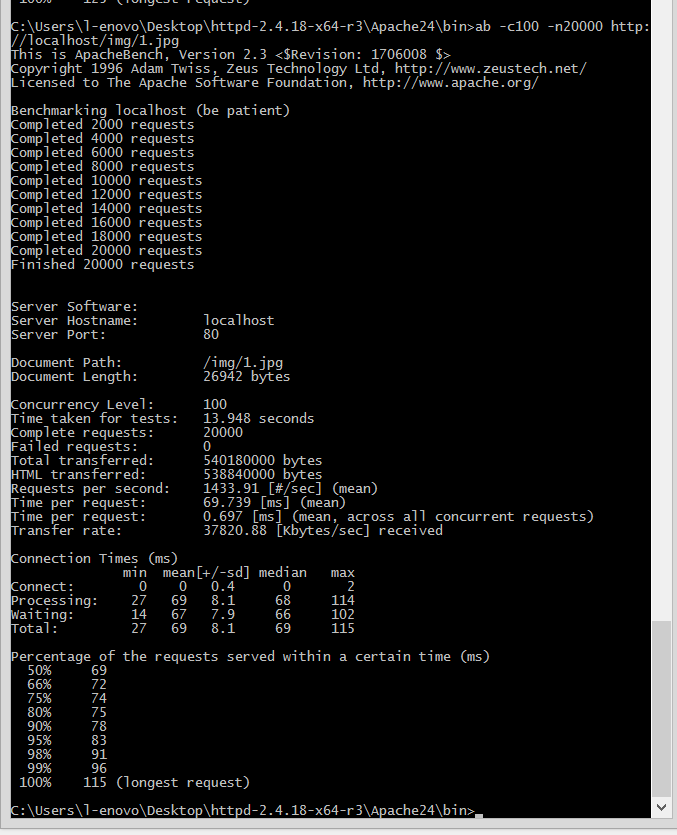 100%    129 (longest request)
C:\Users\l-enovo\Desktop\httpd-2.4.18-x64-r3\Apache24\bin>ab -c100 -n20000 http:
//localhost/img/1.jpg
This is ApacheBench, Version 2.3 <$Revision: 1706008 $>
Copyright 1996 Adam Twiss, Zeus Technology Ltd, http://www.zeustech.net/
Licensed to The Apache Software Foundation, http://www.apache.org/
Benchmarking localhost (be patient)
Completed 2000 requests
Completed 4000 requests
Completed 6000 requests
Completed 8000 requests
Completed 10000 requests
Completed 12000 requests
Completed 14000 requests
Completed 16000 requests
Completed 18000 requests
Completed 20000 requests
Finished 20000 requests
Server Software:
Server Hostname:        localhost
Server Port:            80
Document Path:          /img/1.jpg
Document Length:        26942 bytes
Concurrency Level:      100
Time taken for tests:   13.948 seconds
Complete requests:      20000
Failed requests:        0
Total transferred:      540180000 bytes
HTML transferred:       538840000 bytes
Requests per second:    1433.91 [#/sec] (mean)
Time per request:       69.739 [ms] (mean)
Time per request:       0.697 [ms] (mean, across all concurrent requests)
Transfer rate:          37820.88 [Kbytes/sec] received
Connection Times (ms)
              min  mean[+/-sd] median   max
Connect:        0    0   0.4      0       2
Processing:    27   69   8.1     68     114
Waiting:       14   67   7.9     66     102
Total:         27   69   8.1     69     115
Percentage of the requests served within a certain time (ms)
  50%     69
  66%     72
  75%     74
  80%     75
  90%     78
  95%     83
  98%     91
  99%     96
 100%    115 (longest request)
C:\Users\l-enovo\Desktop\httpd-2.4.18-x64-r3\Apache24\bin>